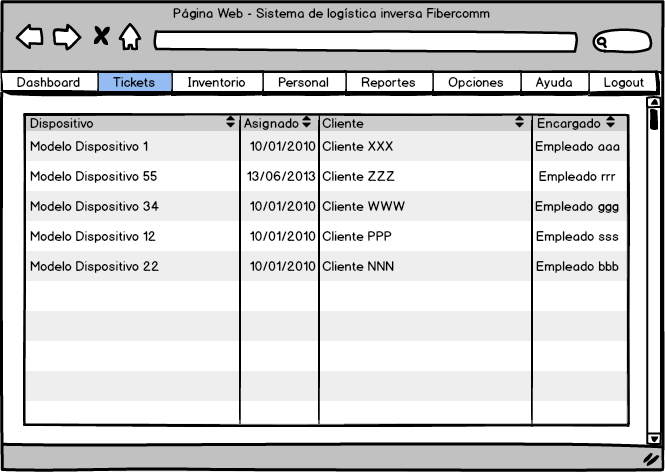 Página Web - Sistema de logística inversa Fibercomm
Dashboard Tickets Inventorio Personal Reportes Opciones Ayuda Logout
Dispositivo Asignado Cliente Encargado
Modelo Dispositivo 1 10/01/2010 Cliente XXX Empleado aaa
Modelo Dispositivo 55 13/06/2013 Cliente ZZZ Empleado rrr
Modelo Dispositivo 34 10/01/2010 Cliente WWW Empleado ggg
Modelo Dispositivo 12 10/01/2010 Cliente PPP Empleado sss
Modelo Dispositivo 22 10/01/2010 Cliente NNN Empleado bbb